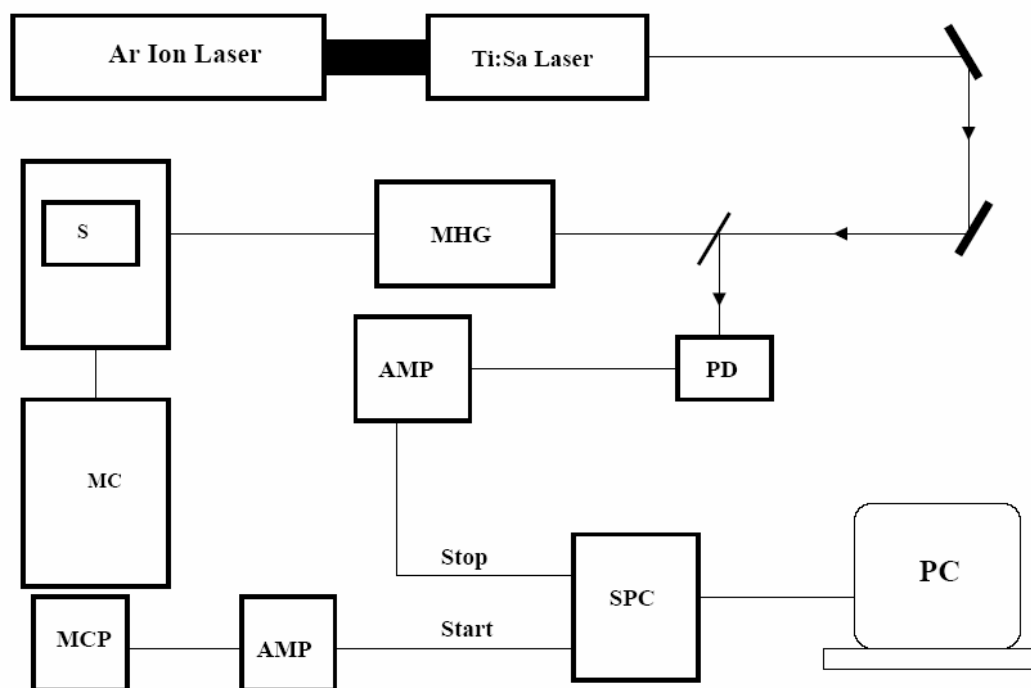 Ar Ion Laser
Ti:Sa Laser
S
MHG
AMP
PD
MC
Stop
SPC
PC
Start
MCP
AMP